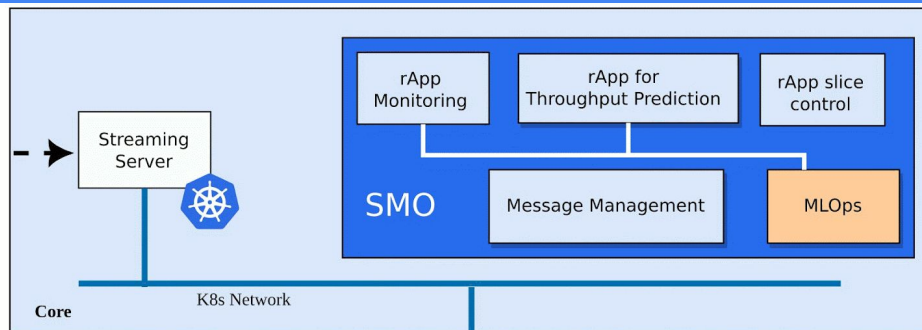 rApp
Monitoring
rApp for
Throughput Prediction
rApp slice
control
Streaming
Server
SMO
Message Management
MLOps
K8s Network
Core